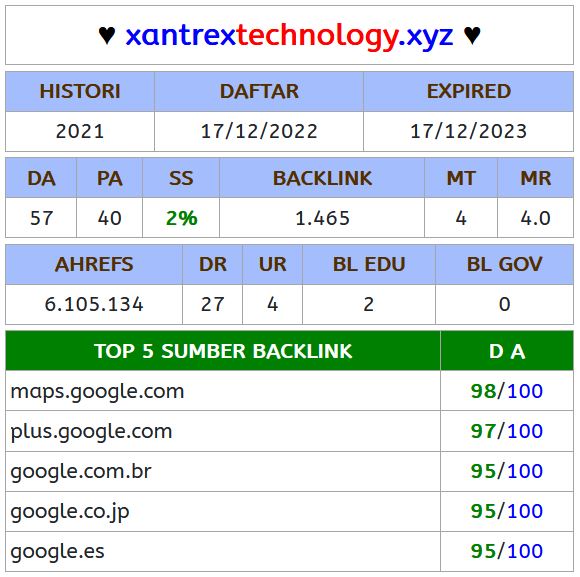 ♥ xantrextechnology.xyz ♥
HISTORI DAFTAR EXPIRED
2021 17/12/2022 17/12/2023
DA PA SS BACKLINK MT MR
57 40 2% 1.465 4 4.0
AHREFS DR UR BL EDU BL GOV
6.105.134 27 4 2 0
TOP 5 SUMBER BACKLINK D A
maps.google.com 98/100
plus.google.com 97/100
google.com.br 95/100
google.co.jp 95/100
google.es 95/100